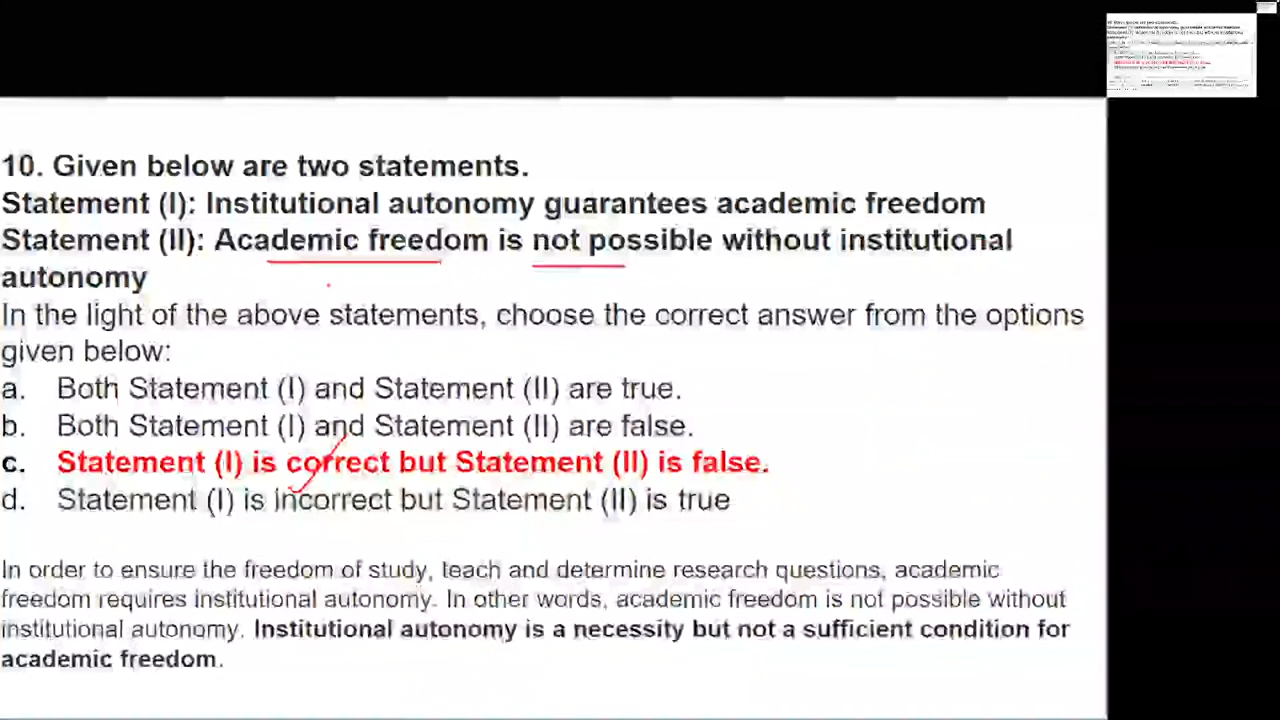 10. Given below are two statements.
Statement (I): Institutional autonomy guarantees academic freedom
Statement (II): Academic freedom is not possible without institutional
autonomy
In the light of the above statements, choose the correct answer from the options
given below:
a. Both Statement (I) and Statement (II) are true.
b. Both Statement (I) and Statement (II) are false.
c. Statement (I) is correct but Statement (II) is false.
d. Statement (I) is incorrect but Statement (II) is true
In order to ensure the freedom of study, teach and determine research questions, academic
freedom requires institutional autonomy. In other words, academic freedom is not possible without
institutional autonomy. Institutional autonomy is a necessity but not a sufficient condition for
academic freedom.